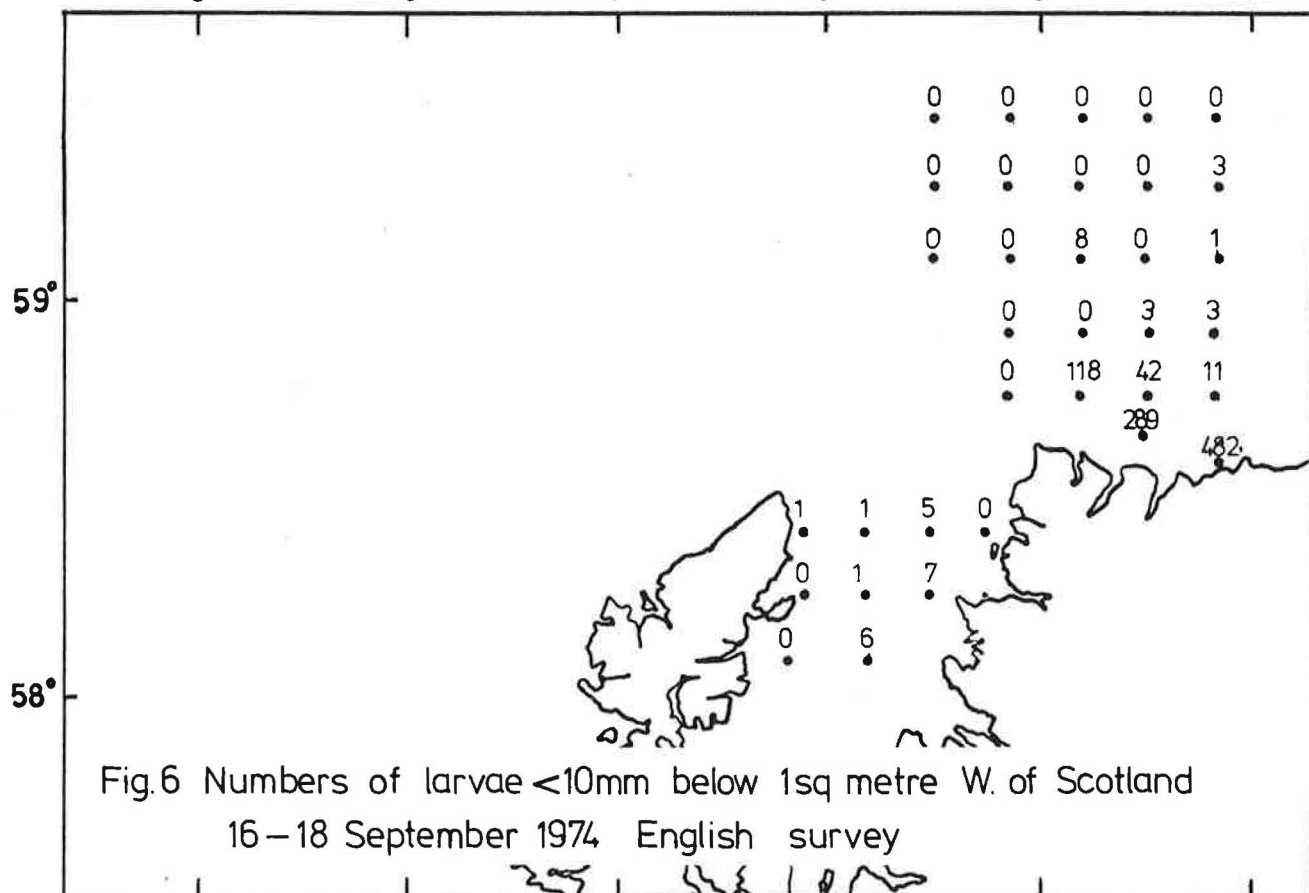 0 0 0 0 0
0 0 0 0 3
0 0 8 0 1
59°
0 0 3 3
0 118 42 11
289
482
1 1 5 0
0 1 7
0 6
58°
Fig.6 Numbers of larvae <10mm below 1sq metre W. of Scotland
16–18 September 1974 English survey